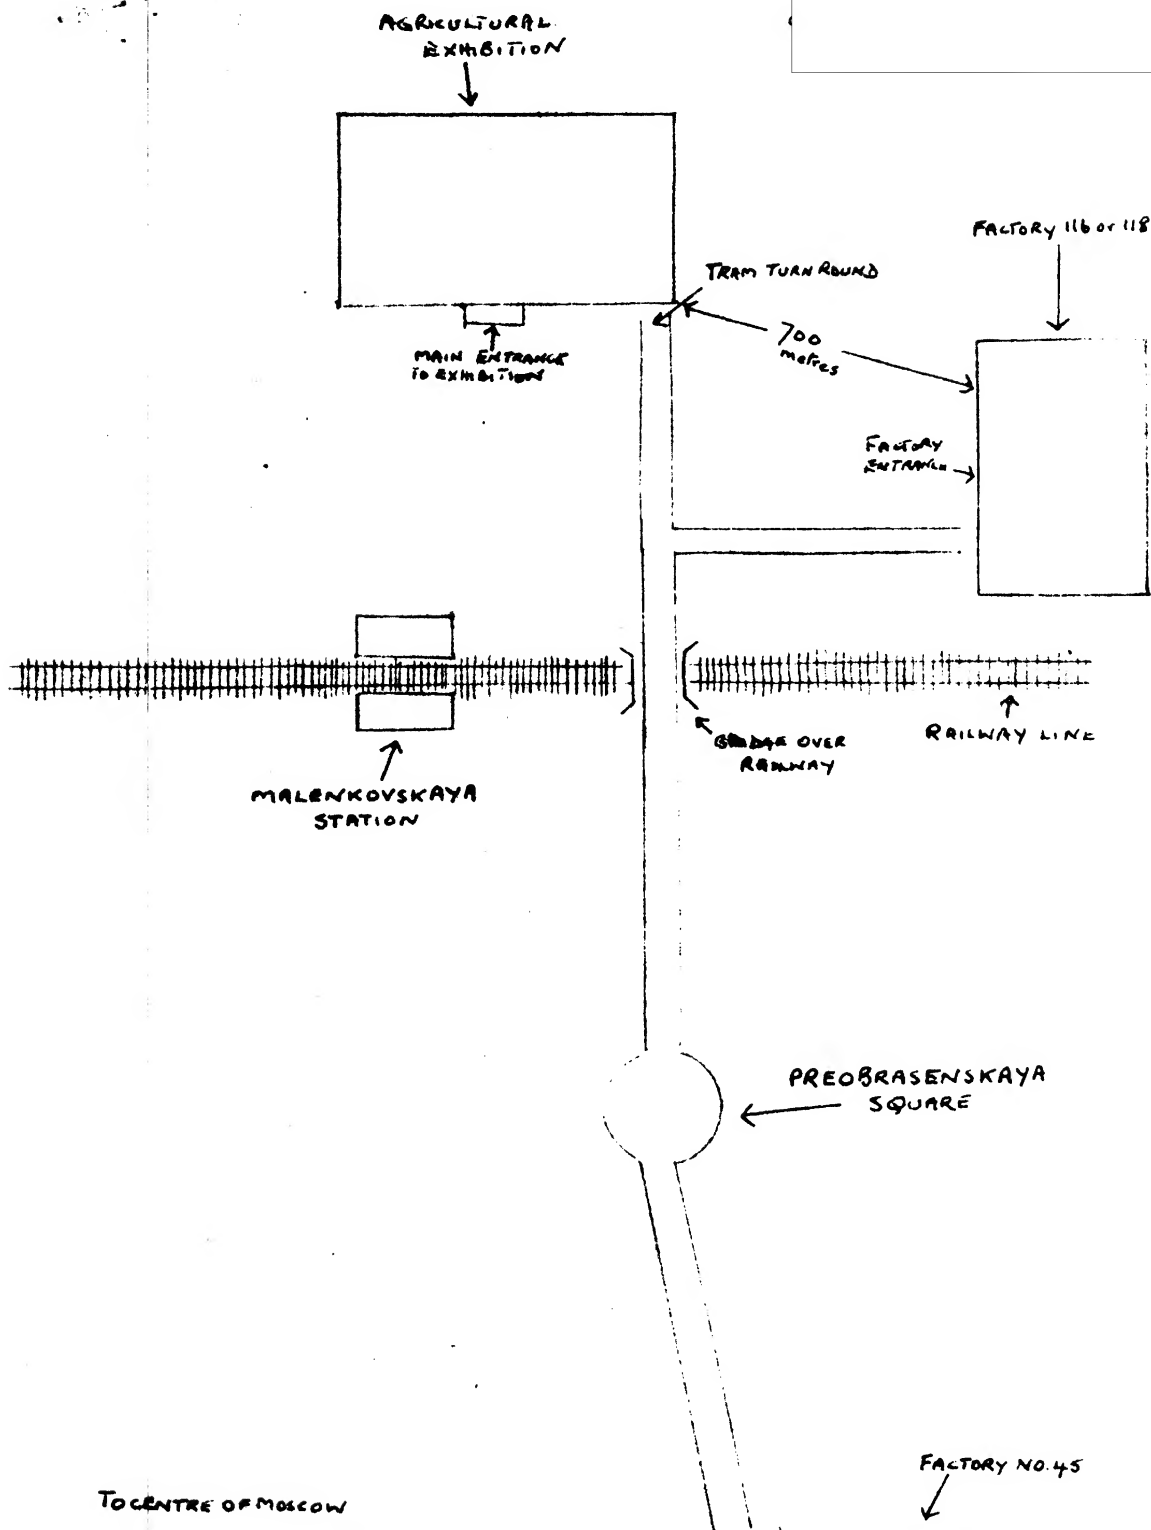 AGRICULTURAL
EXHIBITION
FACTORY 116 or 118
TRAM TURN ROUND
700
metres
MAIN ENTRANCE
TO EXHIBITION
FACTORY
ENTRANCE
BRIDGE OVER
RAILWAY
RAILWAY LINE
MALENKOVSKAYA
STATION
PREOBRASENSKAYA
SQUARE
FACTORY NO. 45
TO CENTRE OF MOSCOW